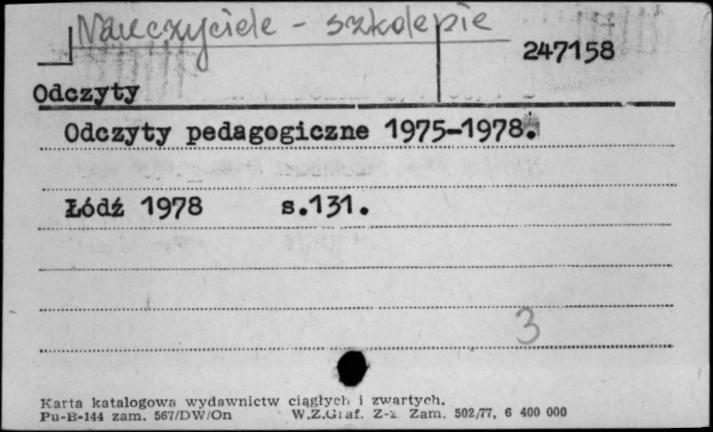 Nauczyciele - szkolenie
247158
Odczyty
Odczyty pedagogiczne 1975-1978.
Łódź 1978 s.131.
3
Karta katalogowa wydawnictw ciągłych i zwartych.
Pu-B-144 zam. 567/DW/On W.Z.Graf. Z-z Zam. 502/77, 6 400 000